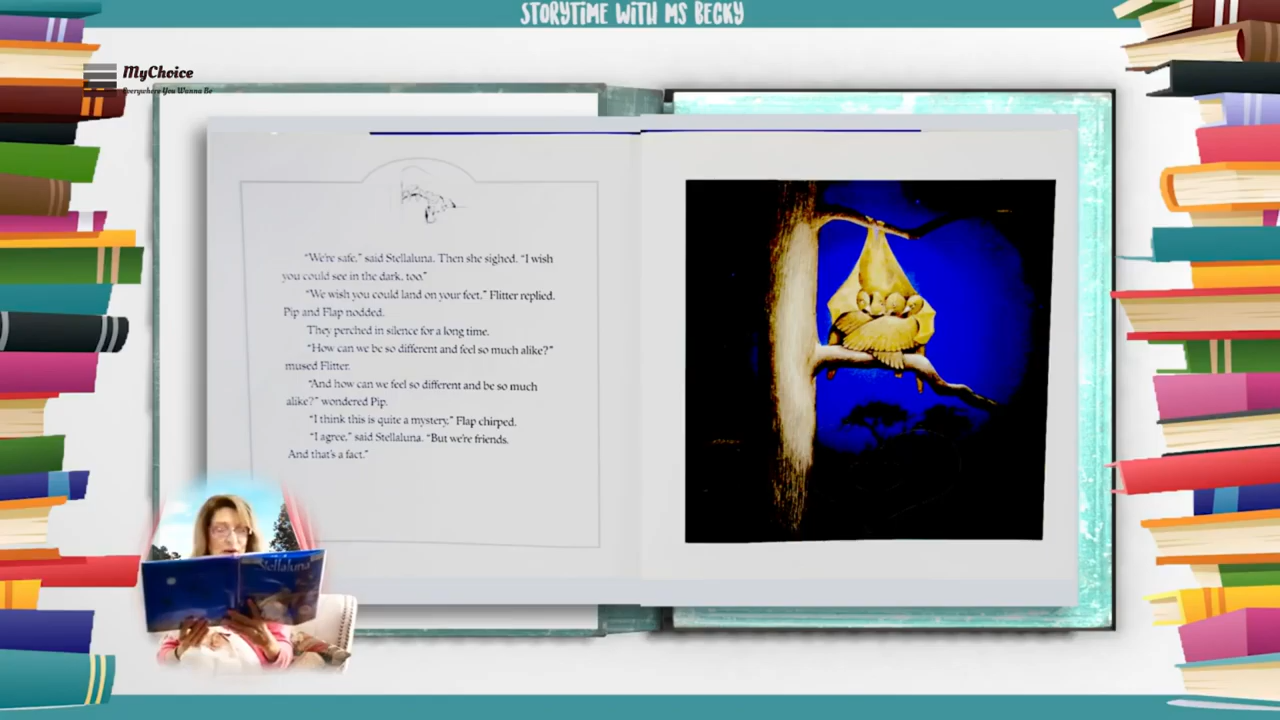 STORYTIME WITH MS BECKY
MyChoice
Everywhere You Wanna Be
"We're safe," said Stellaluna. Then she sighed. "I wish
you could see in the dark, too."
"We wish you could land on your feet," Flitter replied.
Pip and Flap nodded.
They perched in silence for a long time.
"How can we be so different and feel so much alike?"
mused Flitter.
"And how can we feel so different and be so much
alike?" wondered Pip.
"I think this is quite a mystery," Flap chirped.
"I agree," said Stellaluna. "But we're friends.
And that's a fact."
Stellaluna